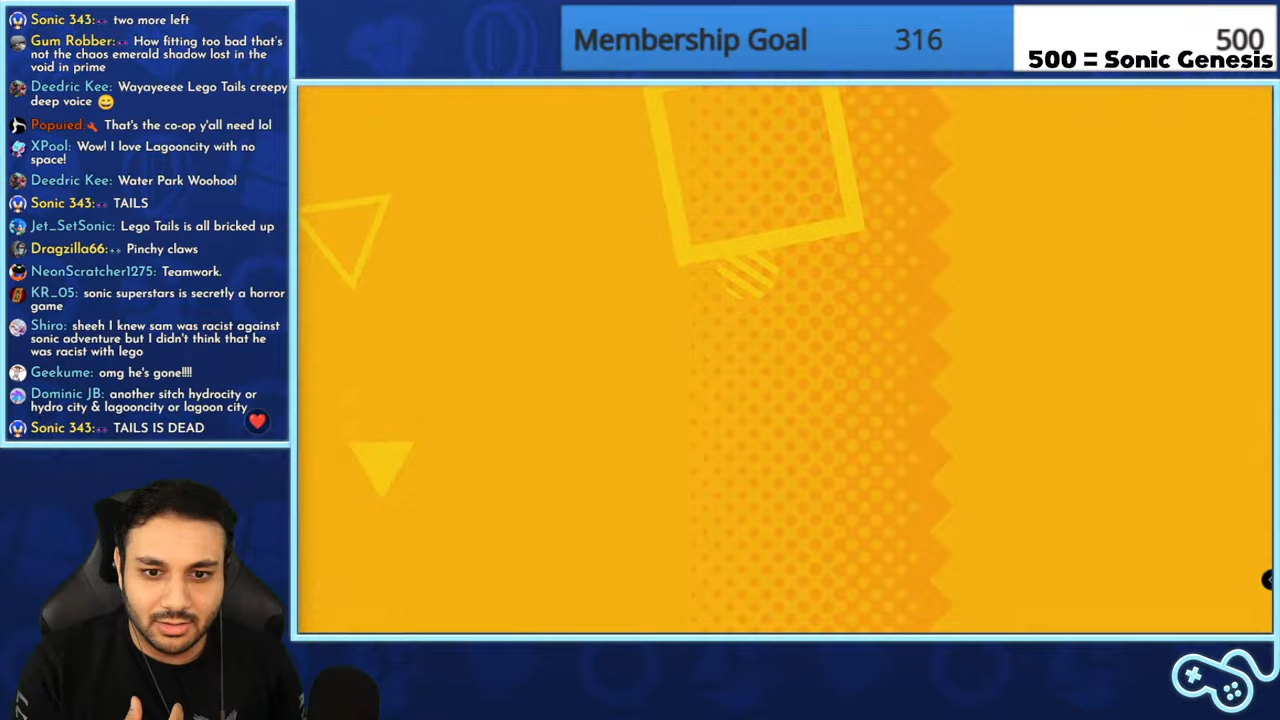 Sonic 343: two more left
Gum Robber: How fitting too bad that's
not the chaos emerald shadow lost in the
void in prime
Deedric Kee: Wayayeeee Lego Tails creepy
deep voice 😄
Popuied: That's the co-op y'all need lol
XPool: Wow! I love Lagooncity with no
space!
Deedric Kee: Water Park Woohoo!
Sonic 343: TAILS
Jet_SetSonic: Lego Tails is all bricked up
Dragzilla66: Pinchy claws
NeonScratcher1275: Teamwork.
KR_05: sonic superstars is secretly a horror
game
Shiro: sheeh I knew sam was racist against
sonic adventure but I didn't think that he
was racist with lego
Geekume: omg he's gone!!!!
Dominic JB: another sitch hydrocity or
hydro city & lagooncity or lagoon city
Sonic 343: TAILS IS DEAD
Membership Goal 316 500
500 = Sonic Genesis